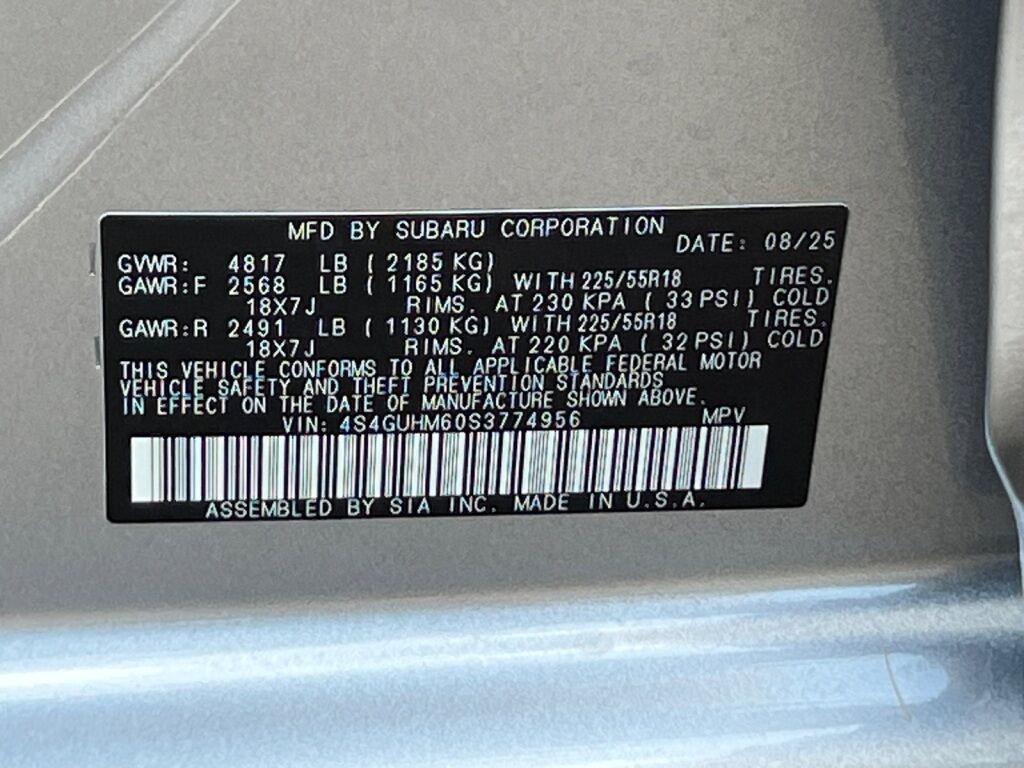 MFD BY SUBARU CORPORATION DATE: 08/25
GVWR: 4817 LB ( 2185 KG)
GAWR:F 2568 LB ( 1165 KG) WITH 225/55R18 TIRES.
18X7J RIMS. AT 230 KPA ( 33 PSI) COLD
GAWR:R 2491 LB ( 1130 KG) WITH 225/55R18 TIRES.
18X7J RIMS. AT 220 KPA ( 32 PSI) COLD
THIS VEHICLE CONFORMS TO ALL APPLICABLE FEDERAL MOTOR
VEHICLE SAFETY AND THEFT PREVENTION STANDARDS
IN EFFECT ON THE DATE OF MANUFACTURE SHOWN ABOVE.
VIN: 4S4GUHM60S3774956 MPV
ASSEMBLED BY SIA INC. MADE IN U.S.A.